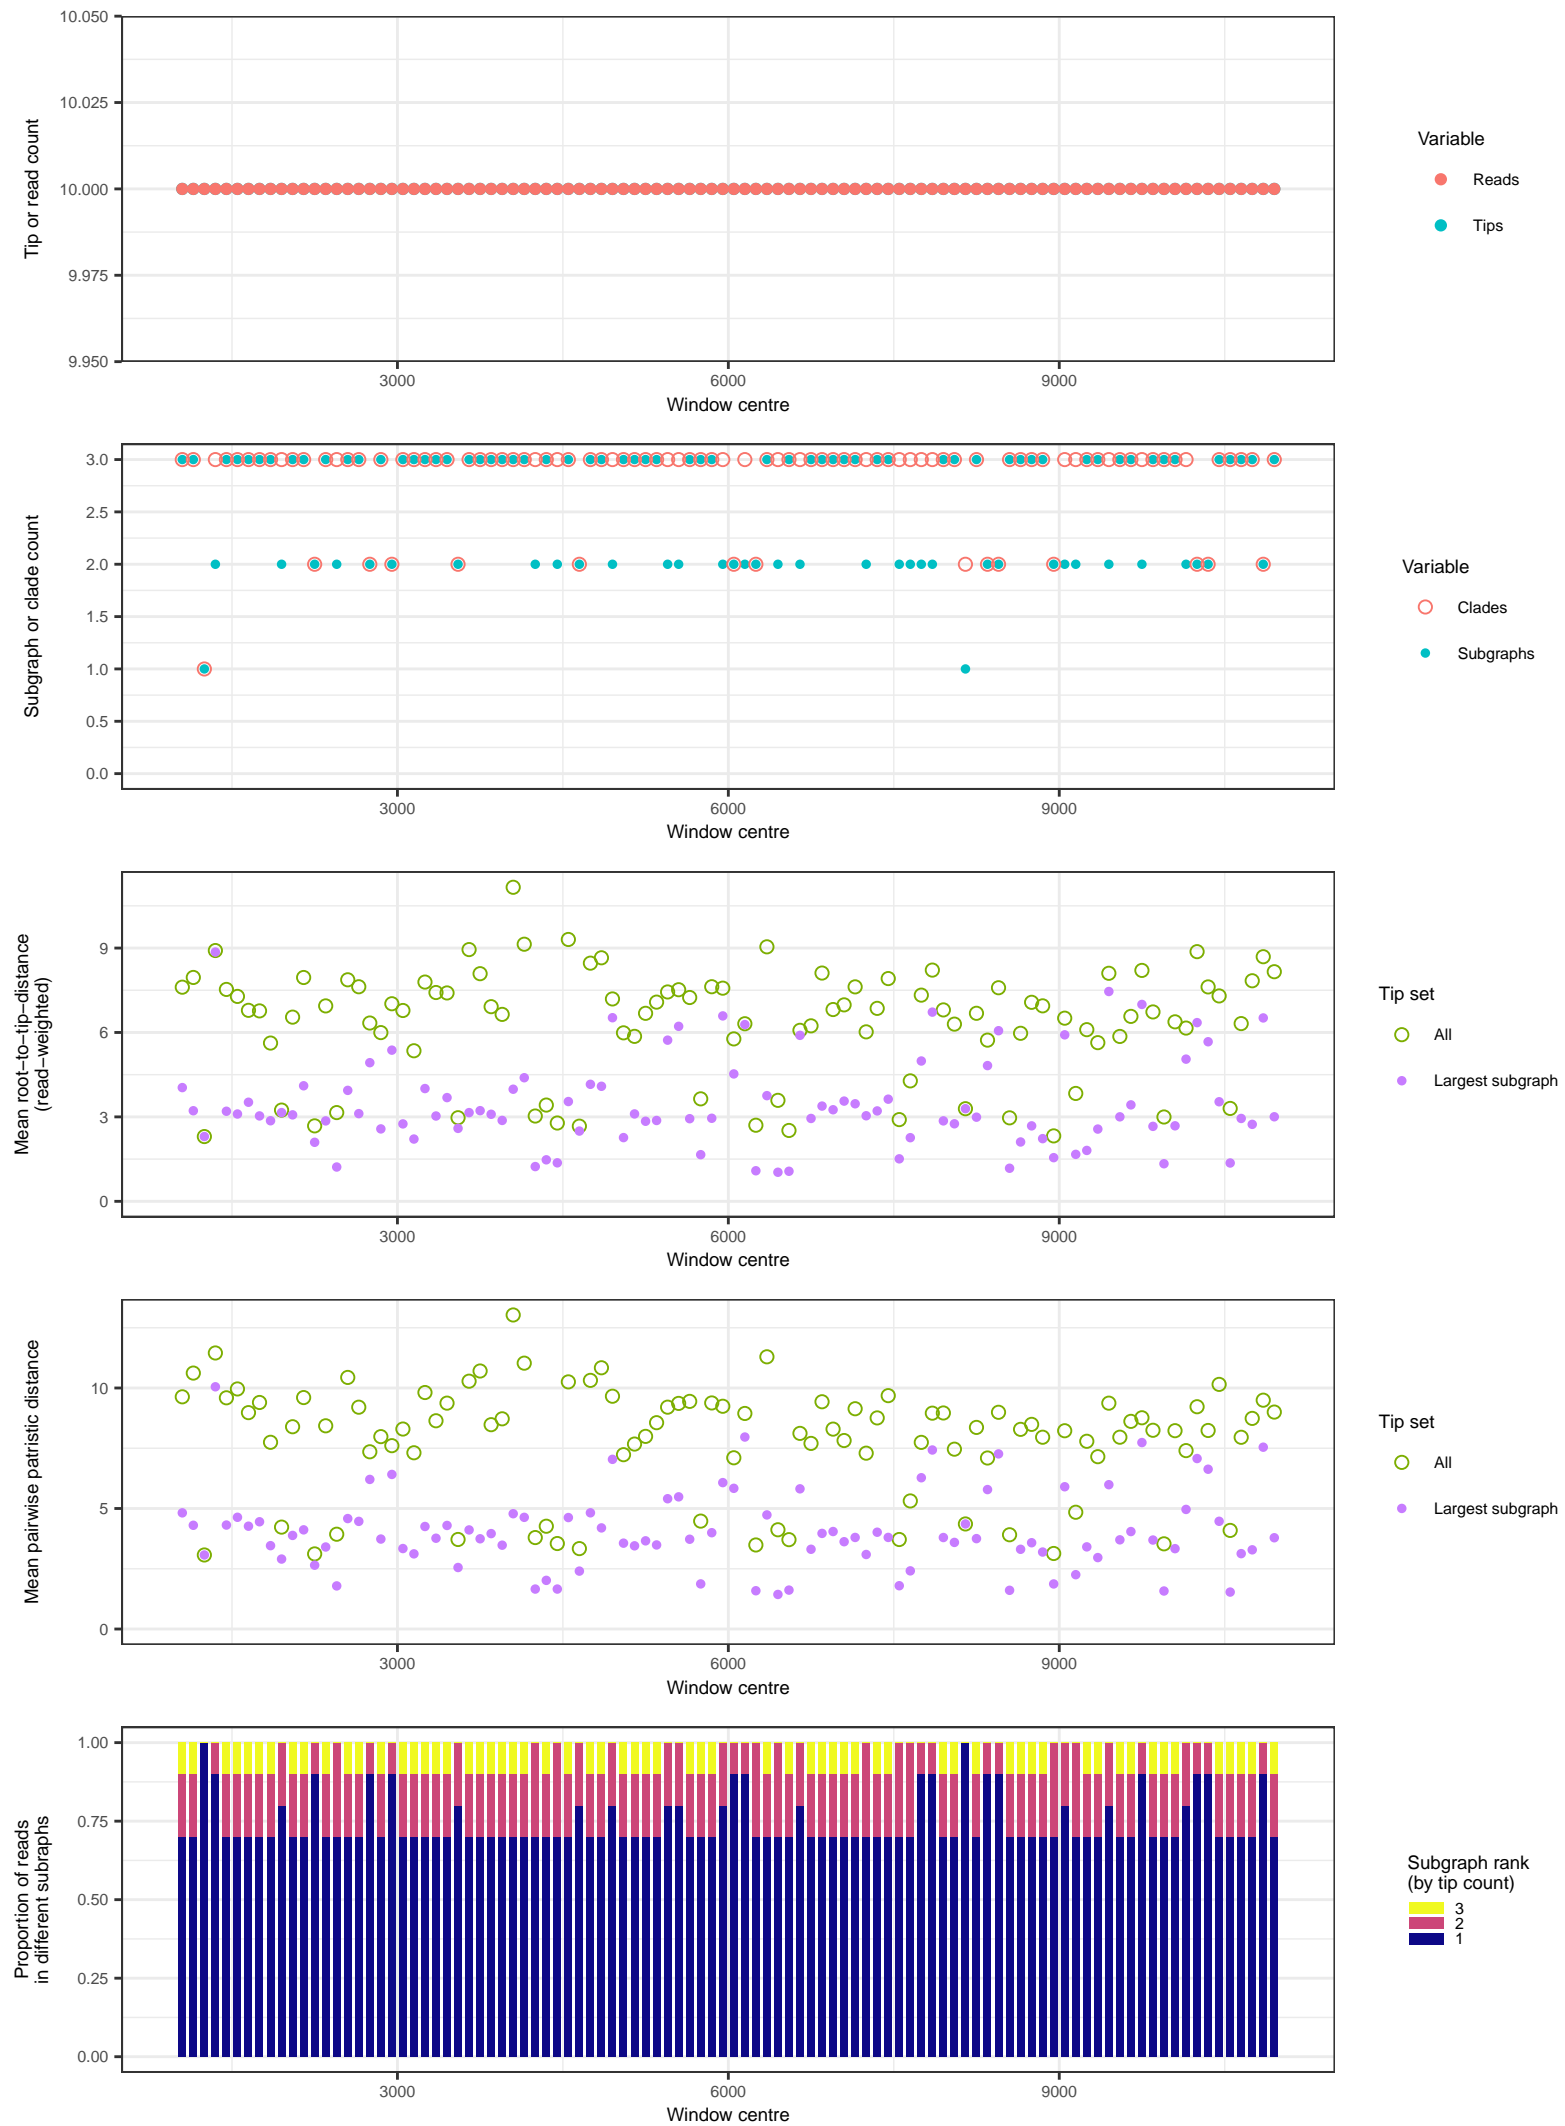 10.050
10.025
10.000
9.975
9.950
Tip or read count
3000
6000
9000
Window centre
Variable
Reads
Tips
3.0
2.5
2.0
1.5
1.0
0.5
0.0
Subgraph or clade count
3000
6000
9000
Window centre
Variable
Clades
Subgraphs
9
6
3
0
Mean root−to−tip−distance
(read−weighted)
3000
6000
9000
Window centre
Tip set
All
Largest subgraph
10
5
0
Mean pairwise patristic distance
3000
6000
9000
Window centre
Tip set
All
Largest subgraph
1.00
0.75
0.50
0.25
0.00
Proportion of reads
in different subraphs
3000
6000
9000
Window centre
Subgraph rank
(by tip count)
3
2
1